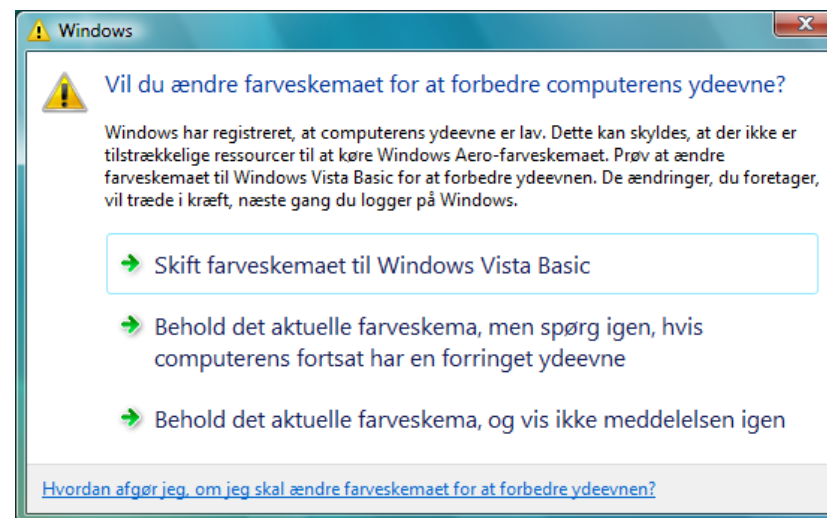 Windows
Vil du ændre farveskemaet for at forbedre computerens ydeevne?
Windows har registreret, at computerens ydeevne er lav. Dette kan skyldes, at der ikke er
tilstrækkelige ressourcer til at køre Windows Aero-farveskemaet. Prøv at ændre
farveskemaet til Windows Vista Basic for at forbedre ydeevnen. De ændringer, du foretager,
vil træde i kræft, næste gang du logger på Windows.
Skift farveskemaet til Windows Vista Basic
Behold det aktuelle farveskema, men spørg igen, hvis
computerens fortsat har en forringet ydeevne
Behold det aktuelle farveskema, og vis ikke meddelelsen igen
Hvordan afgør jeg, om jeg skal ændre farveskemaet for at forbedre ydeevnen?